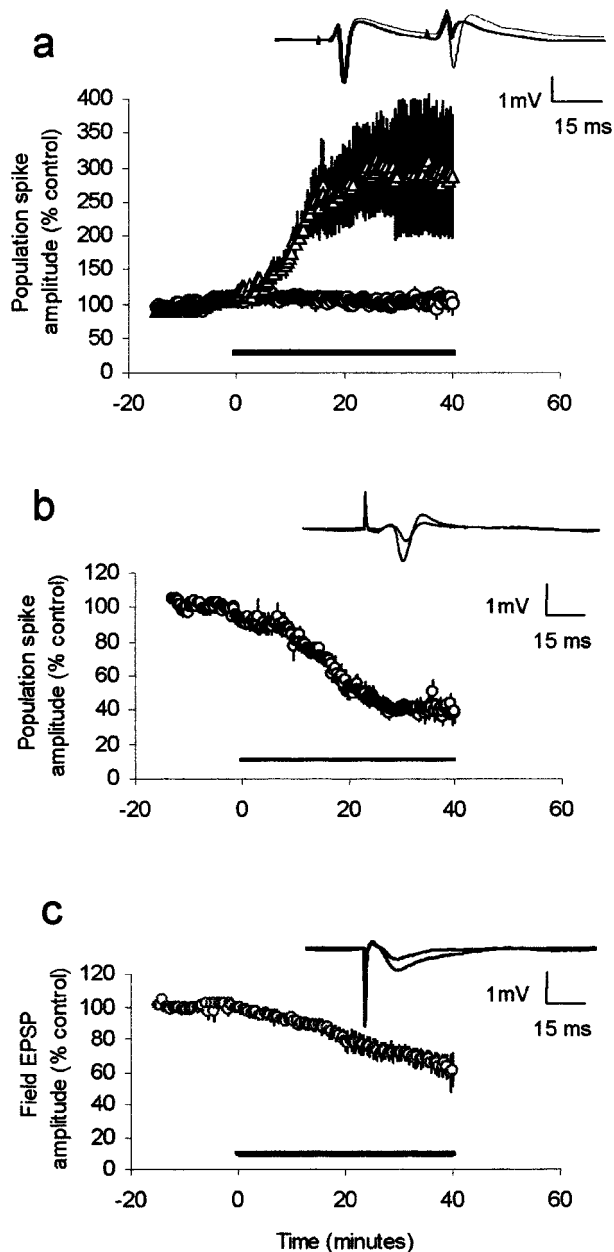 a
1mV
15 ms
Population spike
amplitude (% control)
400
350
300
250
200
150
100
50
0
-20
0
20
40
60
b
1mV
15 ms
Population spike
amplitude (% control)
120
100
80
60
40
20
0
-20
0
20
40
60
c
1mV
15 ms
Field EPSP
amplitude (% control)
120
100
80
60
40
20
0
-20
0
20
40
60
Time (minutes)